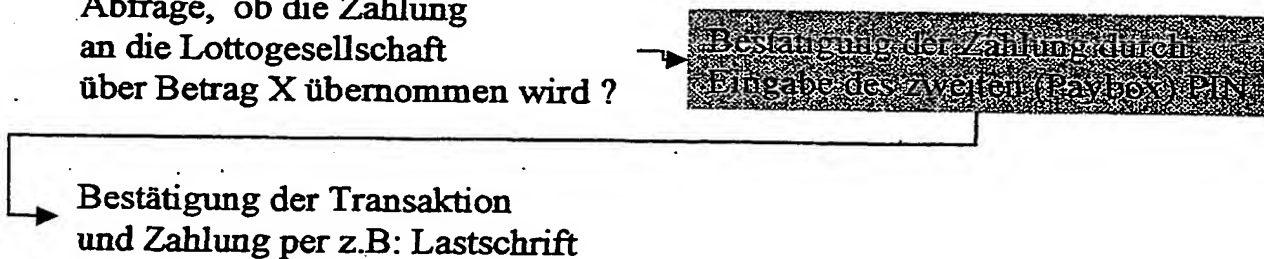 Abfrage, ob die Zahlung
an die Lottogesellschaft
über Betrag X übernommen wird ?
Bestätigung der Zahlung durch
Eingabe des zweiten (Paybox) PIN
Bestätigung der Transaktion
und Zahlung per z.B: Lastschrift